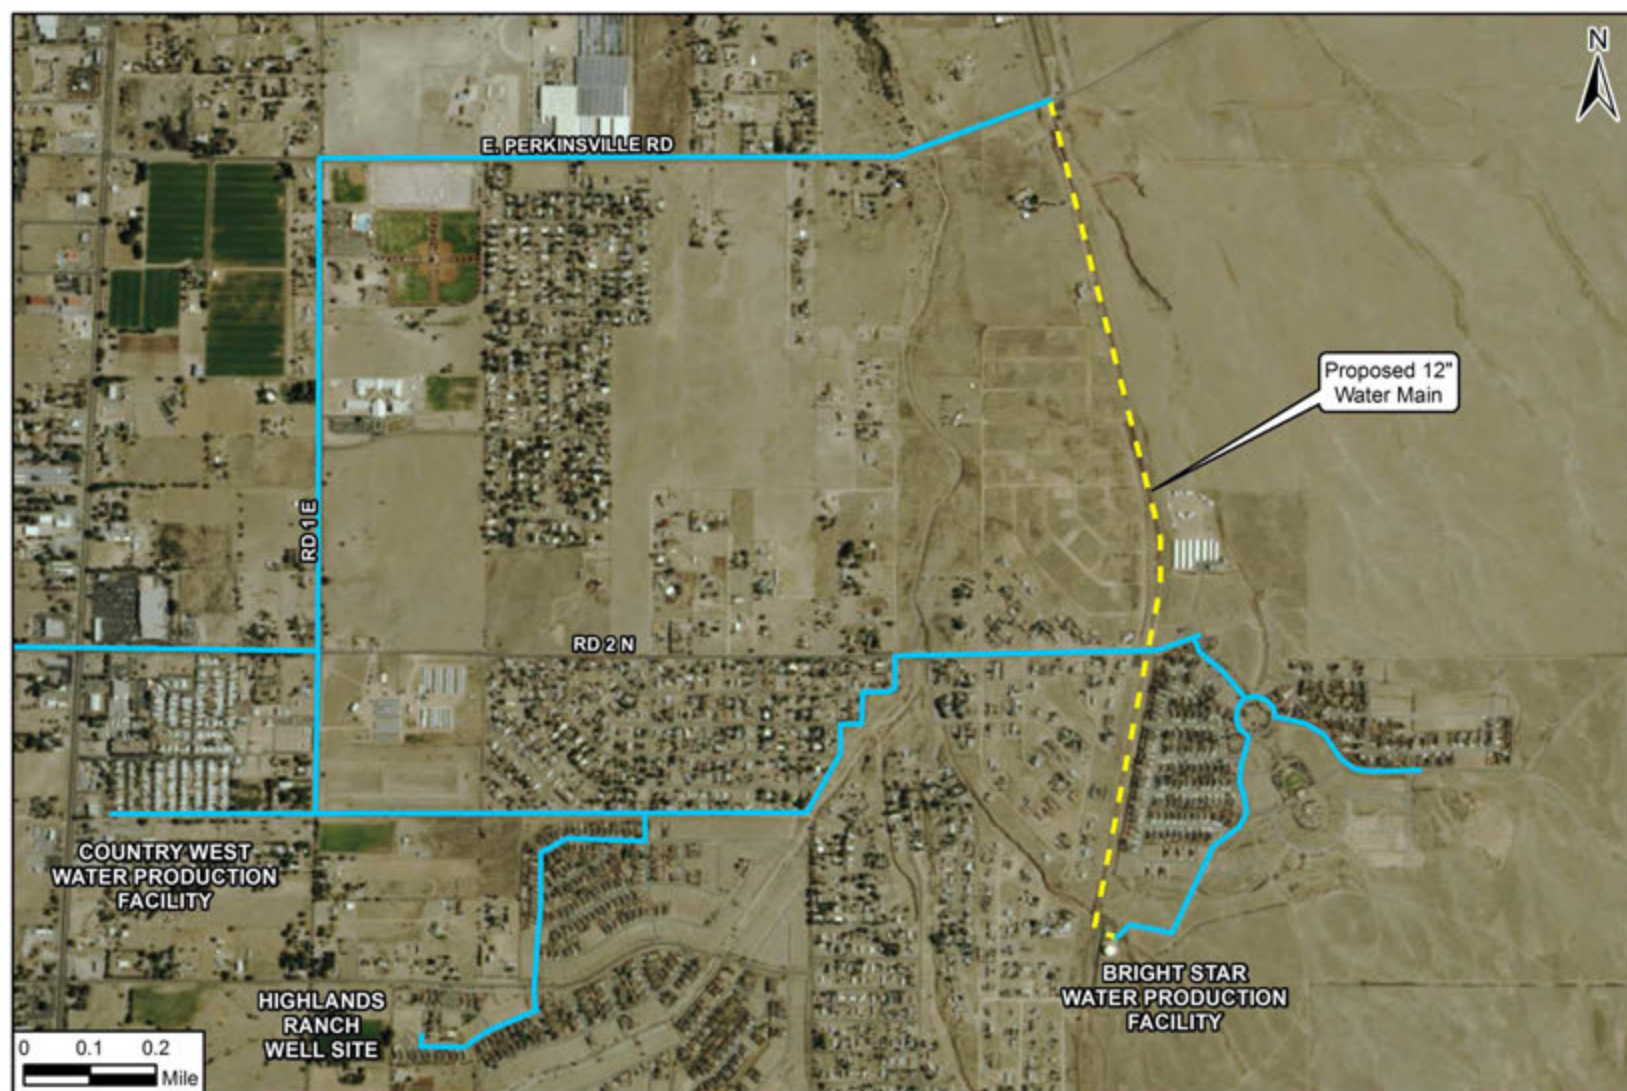 N
E. PERKINSVILLE RD
Proposed 12"
Water Main
RD 1 E
RD 2 N
COUNTRY WEST
WATER PRODUCTION
FACILITY
HIGHLANDS
RANCH
WELL SITE
BRIGHT STAR
WATER PRODUCTION
FACILITY
0 0.1 0.2
Mile